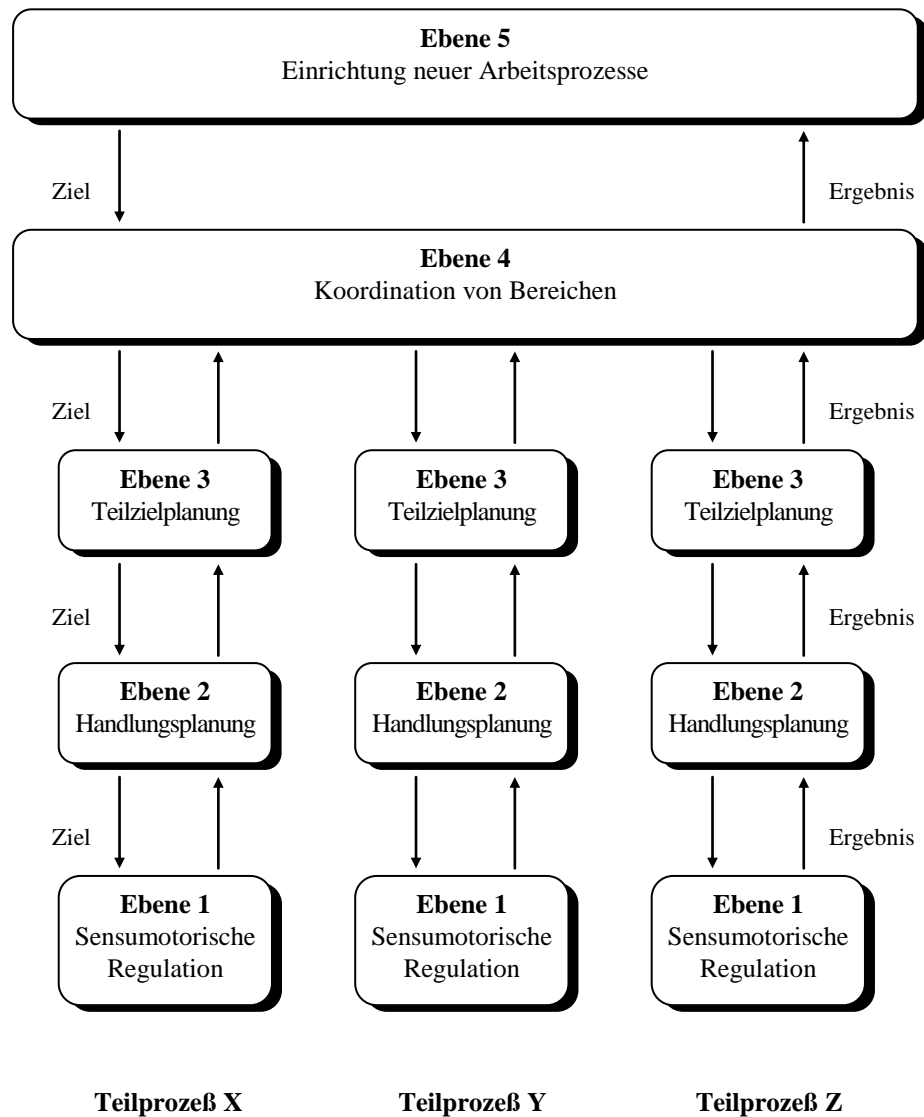 Ebene 5
Einrichtung neuer Arbeitsprozesse
Ziel
Ergebnis
Ebene 4
Koordination von Bereichen
Ziel
Ergebnis
Ebene 3
Teilzielplanung
Ebene 3
Teilzielplanung
Ebene 3
Teilzielplanung
Ziel
Ergebnis
Ebene 2
Handlungsplanung
Ebene 2
Handlungsplanung
Ebene 2
Handlungsplanung
Ziel
Ergebnis
Ebene 1
Sensumotorische
Regulation
Ebene 1
Sensumotorische
Regulation
Ebene 1
Sensumotorische
Regulation
Teilprozeß X
Teilprozeß Y
Teilprozeß Z